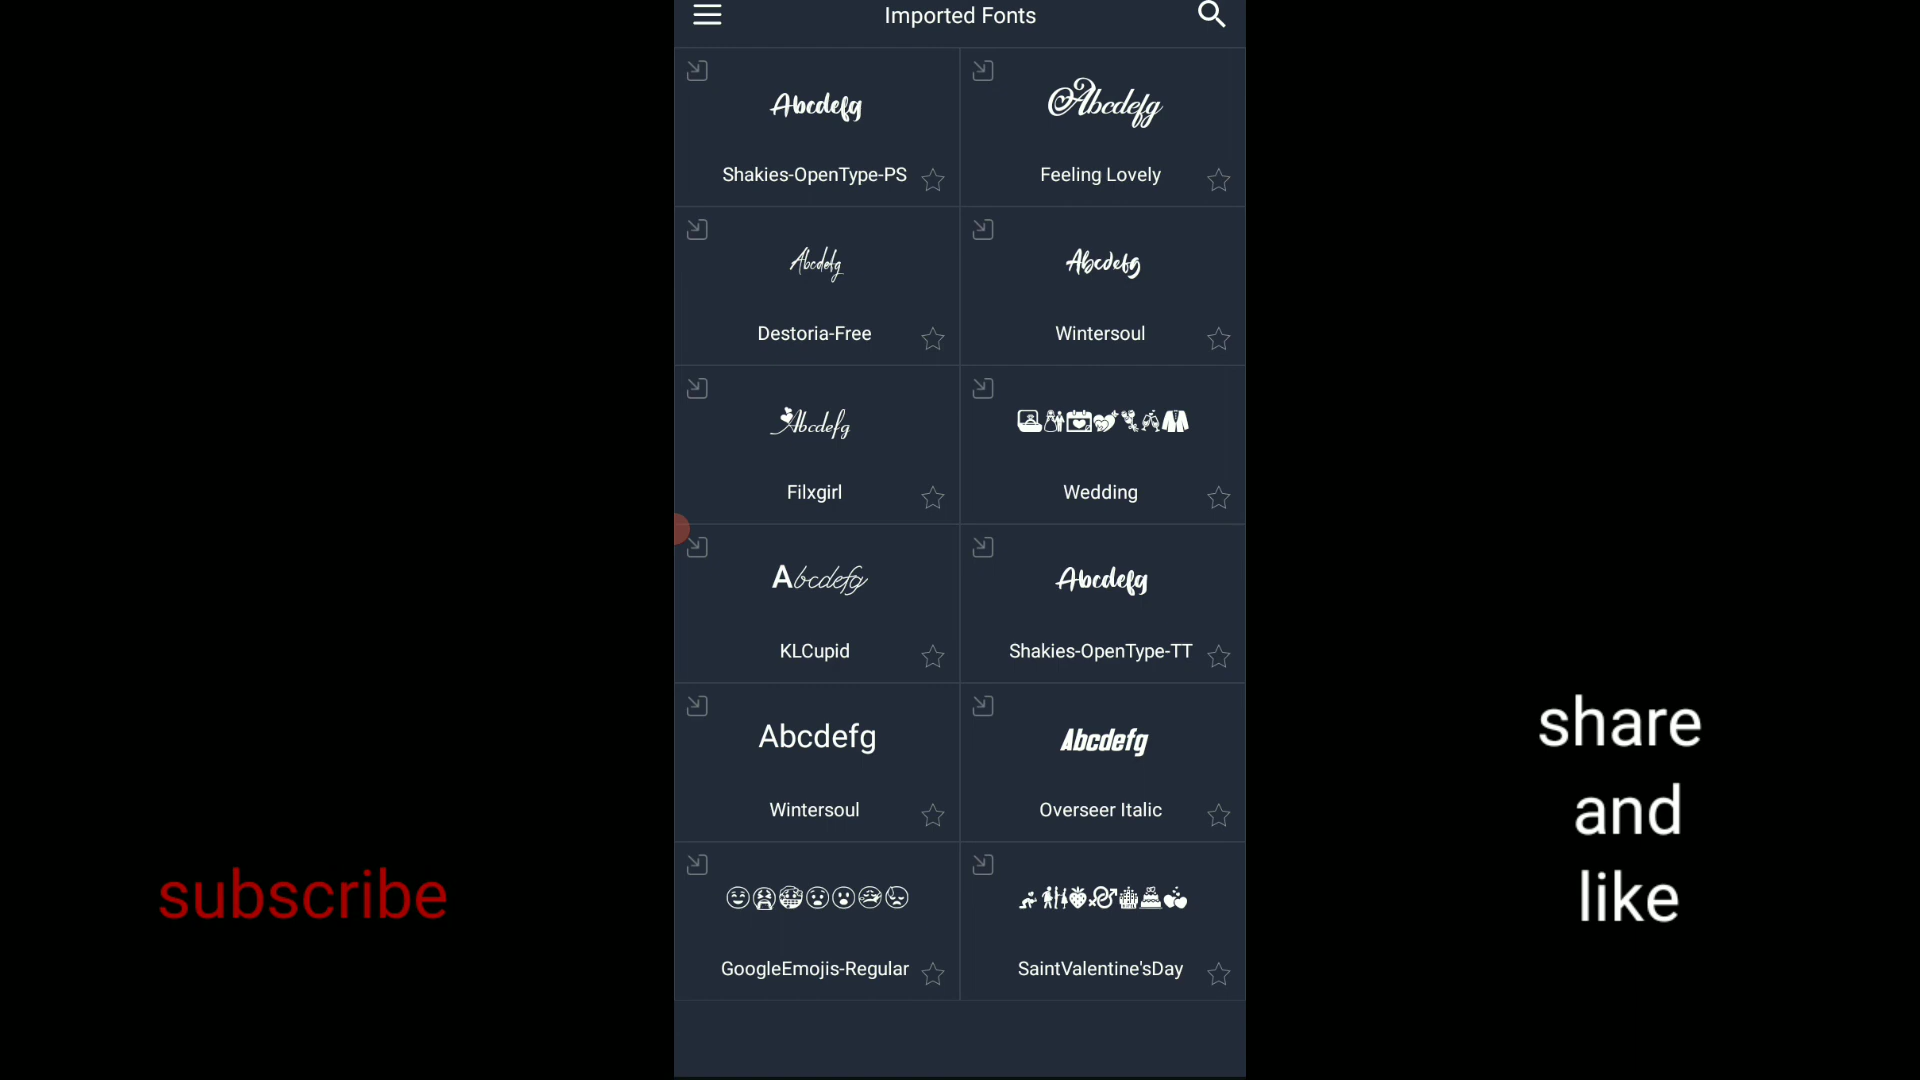 Imported Fonts
Abcdefg
Abcdefg
Shakies-OpenType-PS
Feeling Lovely
Abcdefg
Abcdefg
Destoria-Free
Wintersoul
Abcdefg
Filxgirl
Wedding
Abcdefg
Abcdefg
KLCupid
Shakies-OpenType-TT
Abcdefg
Abcdefg
Wintersoul
Overseer Italic
GoogleEmojis-Regular
SaintValentine'sDay
subscribe
share
and
like